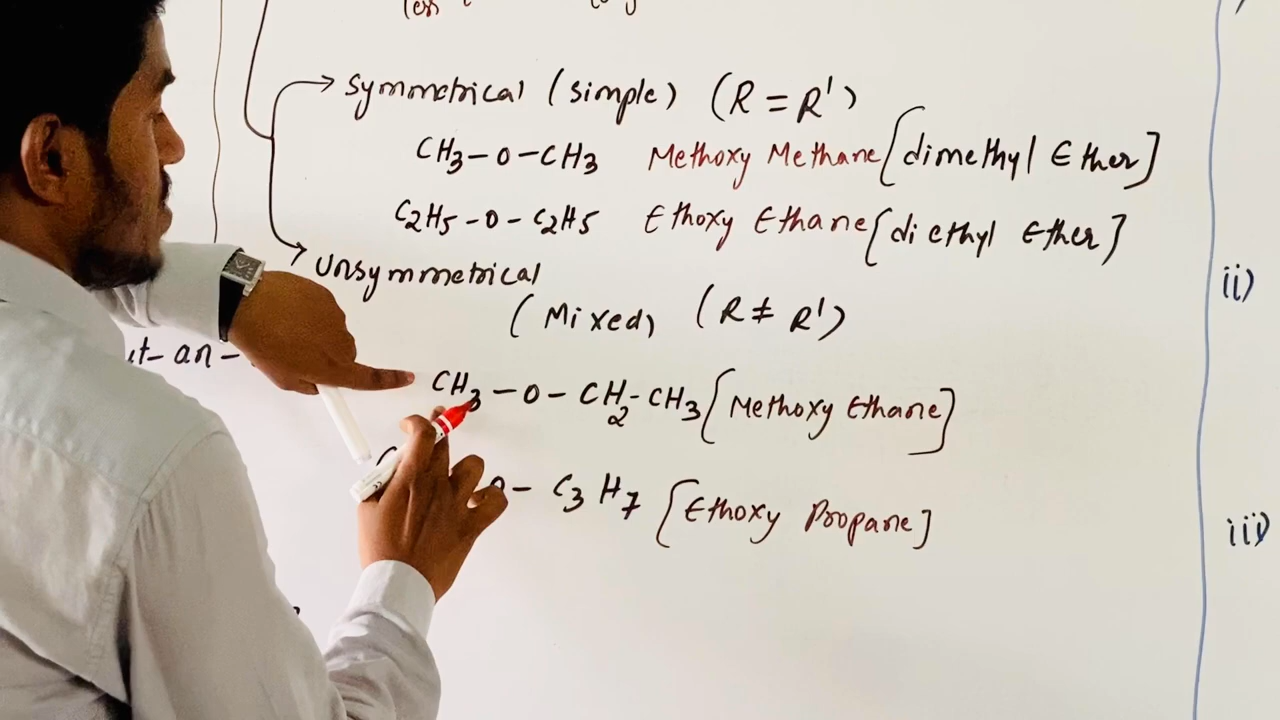 Symmetrical (simple) (R = R')
CH3-O-CH3 Methoxy Methane [dimethyl Ether]
C2H5-O-C2H5 Ethoxy Ethane [diethyl Ether]
Unsymmetrical
(Mixed) (R ≠ R')
ii)
an-
CH3-O-CH2-CH3 [Methoxy Ethane]
O-C3H7 [Ethoxy Propane]
iii)